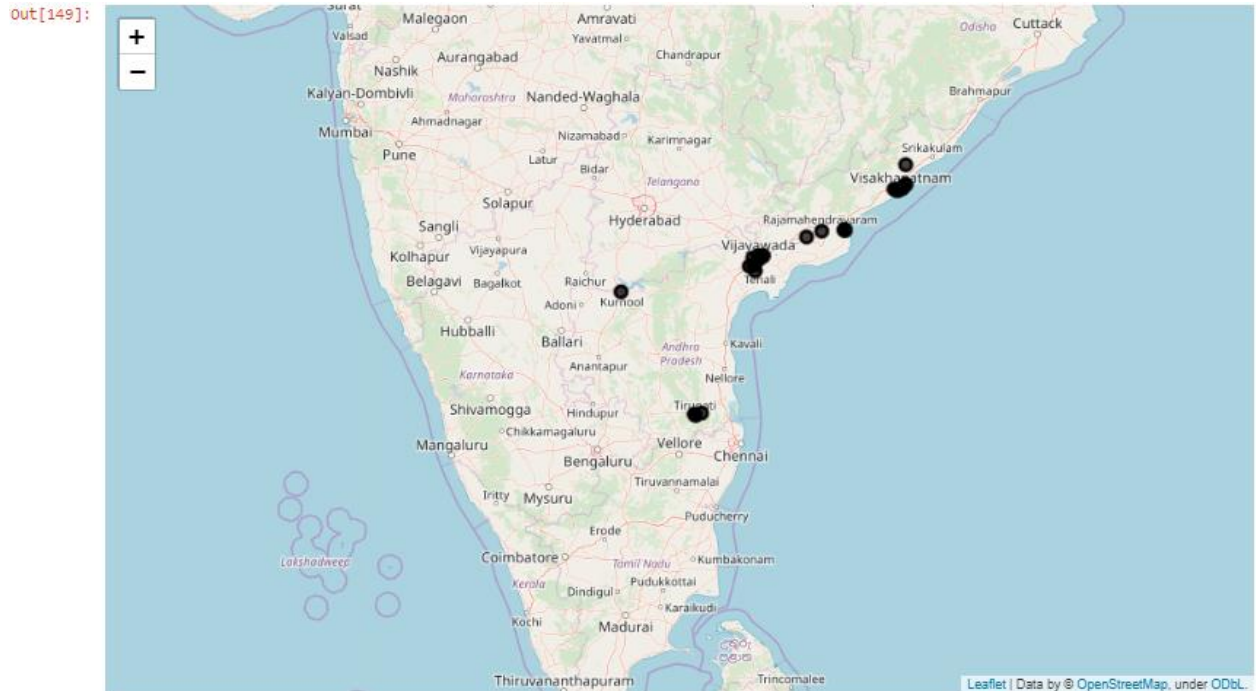 Out[149]:
+
−
Surat
Malegaon
Amravati
Cuttack
Valsad
Yavatmal
Odisha
Aurangabad
Chandrapur
Nashik
Kalyan-Dombivli
Maharashtra
Nanded-Waghala
Brahmapur
Ahmadnagar
Mumbai
Nizamabad
Karimnagar
Pune
Latur
Srikakulam
Bidar
Telangana
Visakhapatnam
Solapur
Hyderabad
Rajamahendravaram
Sangli
Vijayapura
Vijayawada
Kolhapur
Belagavi
Bagalkot
Raichur
Tenali
Adoni
Kurnool
Hubballi
Ballari
Kavali
Andhra
Pradesh
Anantapur
Karnataka
Nellore
Shivamogga
Hindupur
Tirupati
Chikkamagaluru
Mangaluru
Vellore
Bengaluru
Chennai
Tiruvannamalai
Iritty
Mysuru
Puducherry
Erode
Coimbatore
Lakshadweep
Tamil Nadu
Kumbakonam
Kerala
Pudukkottai
Dindigul
Karaikudi
Kochi
Madurai
Thiruvananthapuram
Trincomalee
Leaflet | Data by © OpenStreetMap, under ODbL.